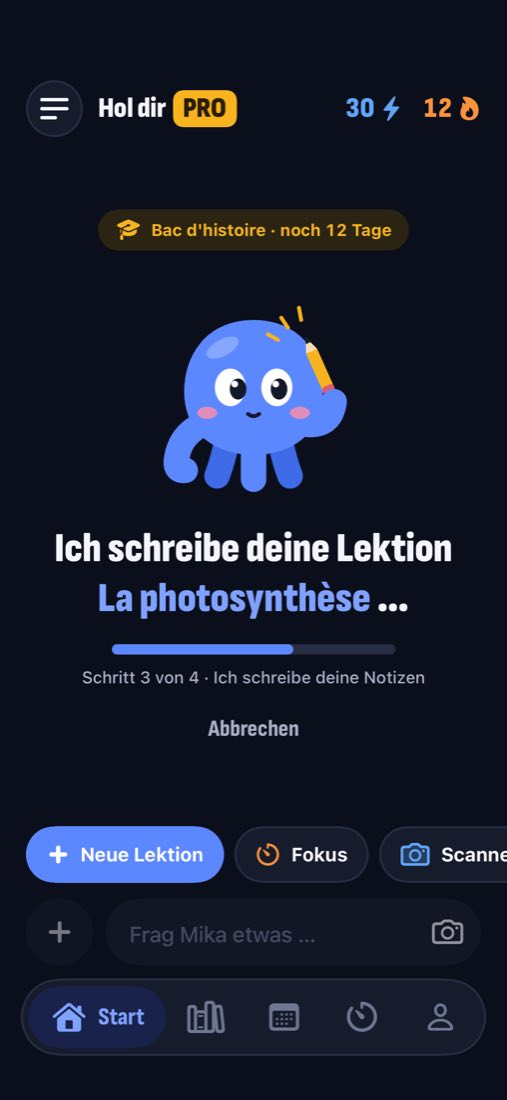 Hol dir PRO
30
12
Bac d'histoire · noch 12 Tage
Ich schreibe deine Lektion
La photosynthèse ...
Schritt 3 von 4 · Ich schreibe deine Notizen
Abbrechen
Neue Lektion
Fokus
Scanne
Frag Mika etwas ...
Start